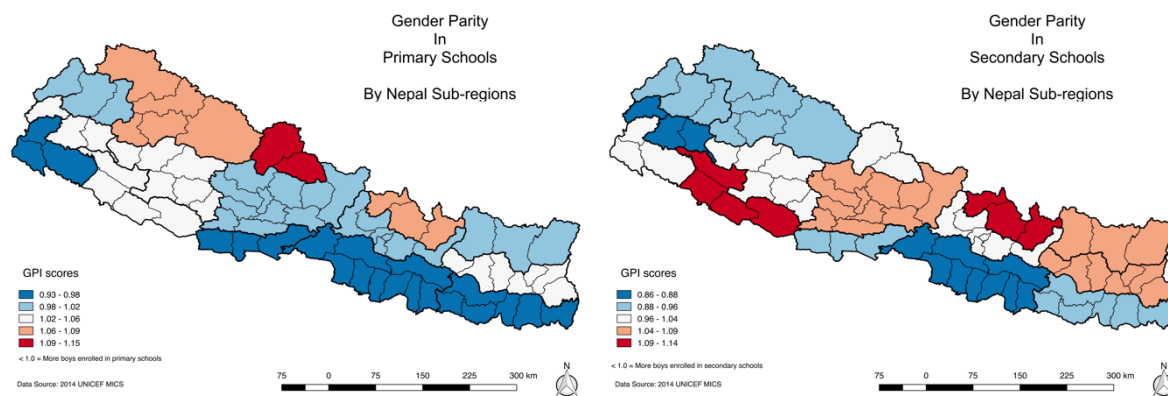 Gender Parity
In
Primary Schools
By Nepal Sub-regions
GPI scores
0.93 - 0.98
0.98 - 1.02
1.02 - 1.06
1.06 - 1.09
1.09 - 1.15
< 1.0 = More boys enrolled in primary schools
Data Source: 2014 UNICEF MICS
75 0 75 150 225 300 km
N
Gender Parity
In
Secondary Schools
By Nepal Sub-regions
GPI scores
0.86 - 0.88
0.88 - 0.96
0.96 - 1.04
1.04 - 1.09
1.09 - 1.14
< 1.0 = More boys enrolled in secondary schools
Data Source: 2014 UNICEF MICS
75 0 75 150 225 300 km
N